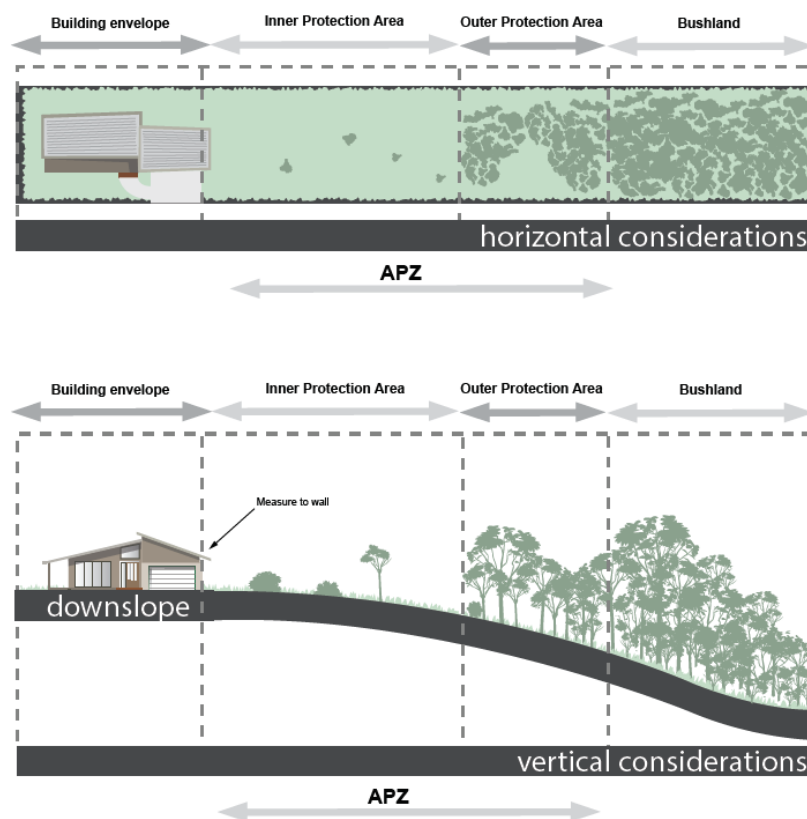 Building envelope
Inner Protection Area
Outer Protection Area
Bushland
horizontal considerations
APZ
Building envelope
Inner Protection Area
Outer Protection Area
Bushland
Measure to wall
downslope
vertical considerations
APZ